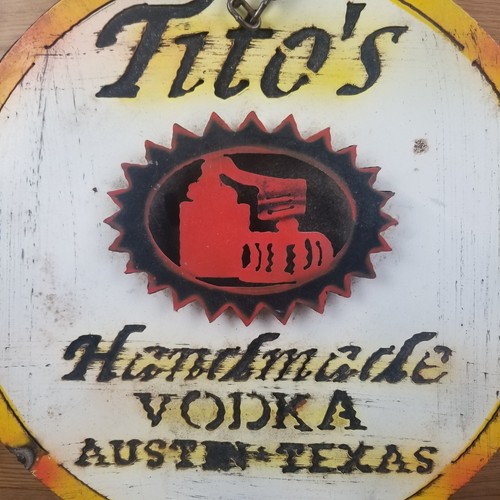 Tito's
Handmade
VODKA
AUSTIN * TEXAS